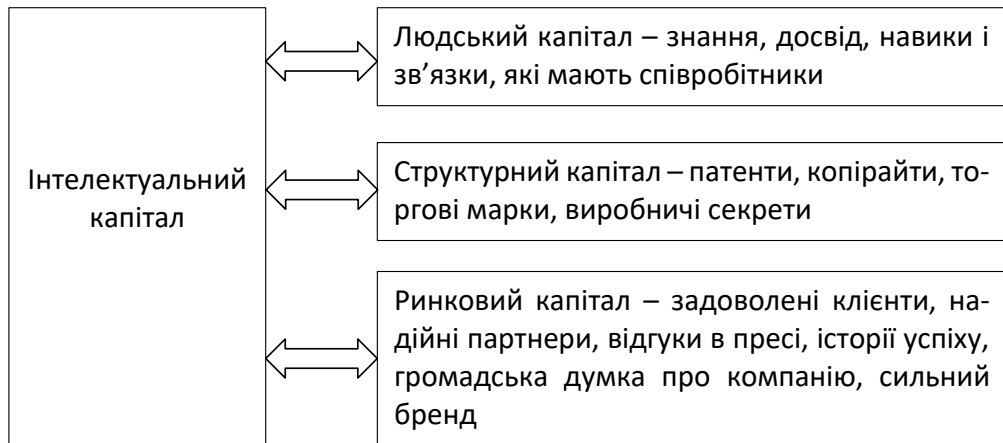 Інтелектуальний
капітал
Людський капітал – знання, досвід, навики і
зв’язки, які мають співробітники
Структурний капітал – патенти, копірайти, то-
ргові марки, виробничі секрети
Ринковий капітал – задоволені клієнти, на-
дійні партнери, відгуки в пресі, історії успіху,
громадська думка про компанію, сильний
бренд